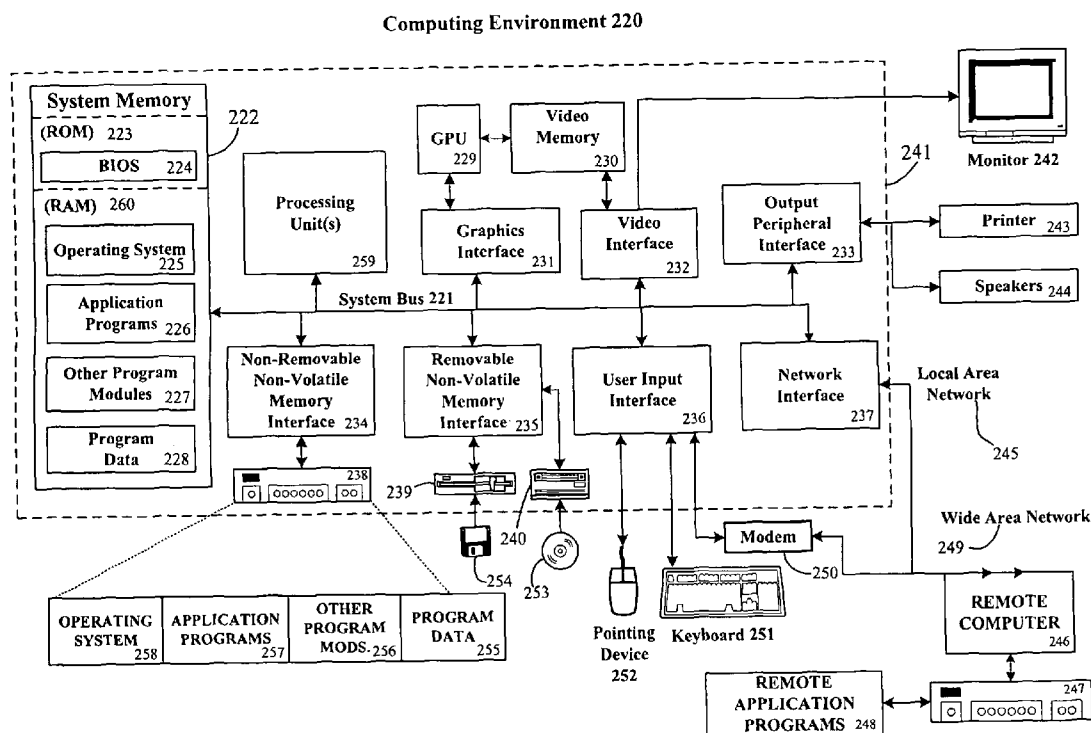 Computing Environment 220
System Memory
(ROM) 223
BIOS 224
222
(RAM) 260
Operating System 225
Application Programs 226
Other Program Modules 227
Program Data 228
Processing Unit(s) 259
GPU 229
Video Memory 230
Graphics Interface 231
Video Interface 232
Output Peripheral Interface 233
241
Monitor 242
Printer 243
Speakers 244
System Bus 221
Non-Removable Non-Volatile Memory Interface 234
Removable Non-Volatile Memory Interface 235
User Input Interface 236
Network Interface 237
Local Area Network
245
238
239
240
254
253
Wide Area Network
249
Modem
250
OPERATING SYSTEM 258
APPLICATION PROGRAMS 257
OTHER PROGRAM MODS. 256
PROGRAM DATA 255
Pointing Device 252
Keyboard 251
REMOTE COMPUTER 246
247
REMOTE APPLICATION PROGRAMS 248